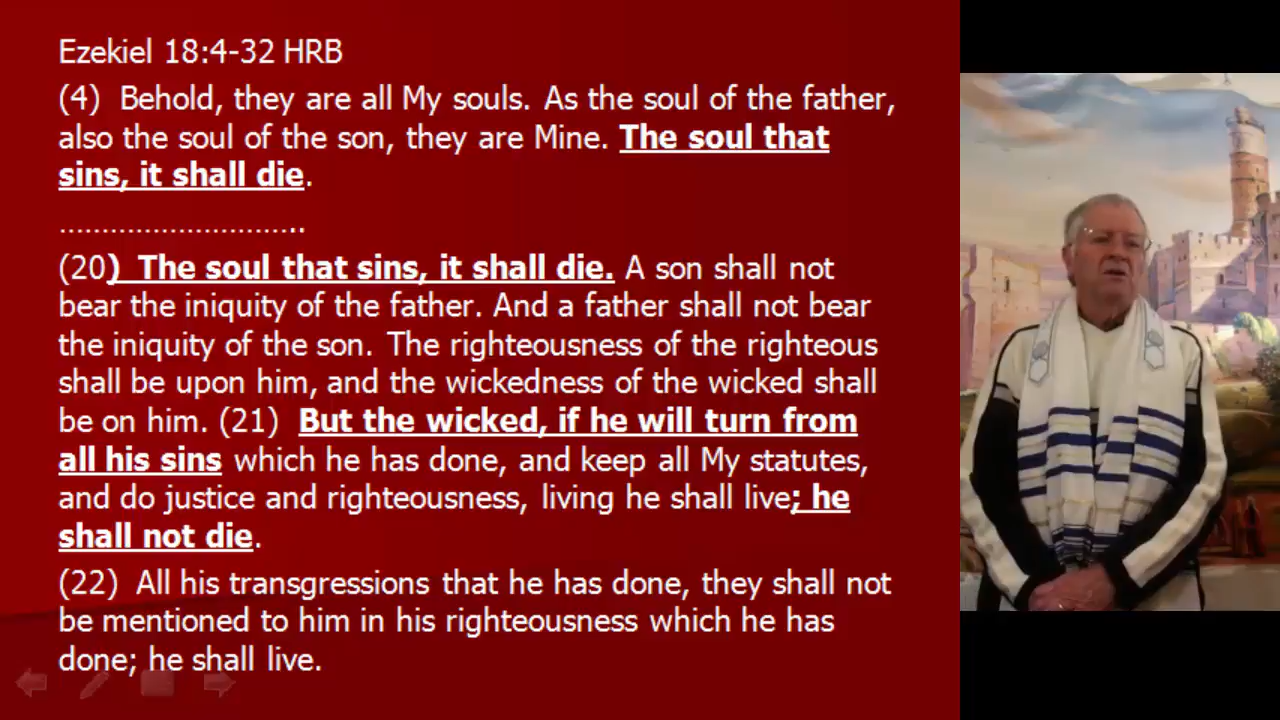 Ezekiel 18:4-32 HRB
(4)  Behold, they are all My souls.  As the soul of the father,
also the soul of the son, they are Mine.  The soul that
sins, it shall die.
………………………..
(20)  The soul that sins, it shall die.  A son shall not
bear the iniquity of the father.  And a father shall not bear
the iniquity of the son.  The righteousness of the righteous
shall be upon him, and the wickedness of the wicked shall
be on him. (21)  But the wicked, if he will turn from
all his sins which he has done, and keep all My statutes,
and do justice and righteousness, living he shall live; he
shall not die.
(22)  All his transgressions that he has done, they shall not
be mentioned to him in his righteousness which he has
done; he shall live.